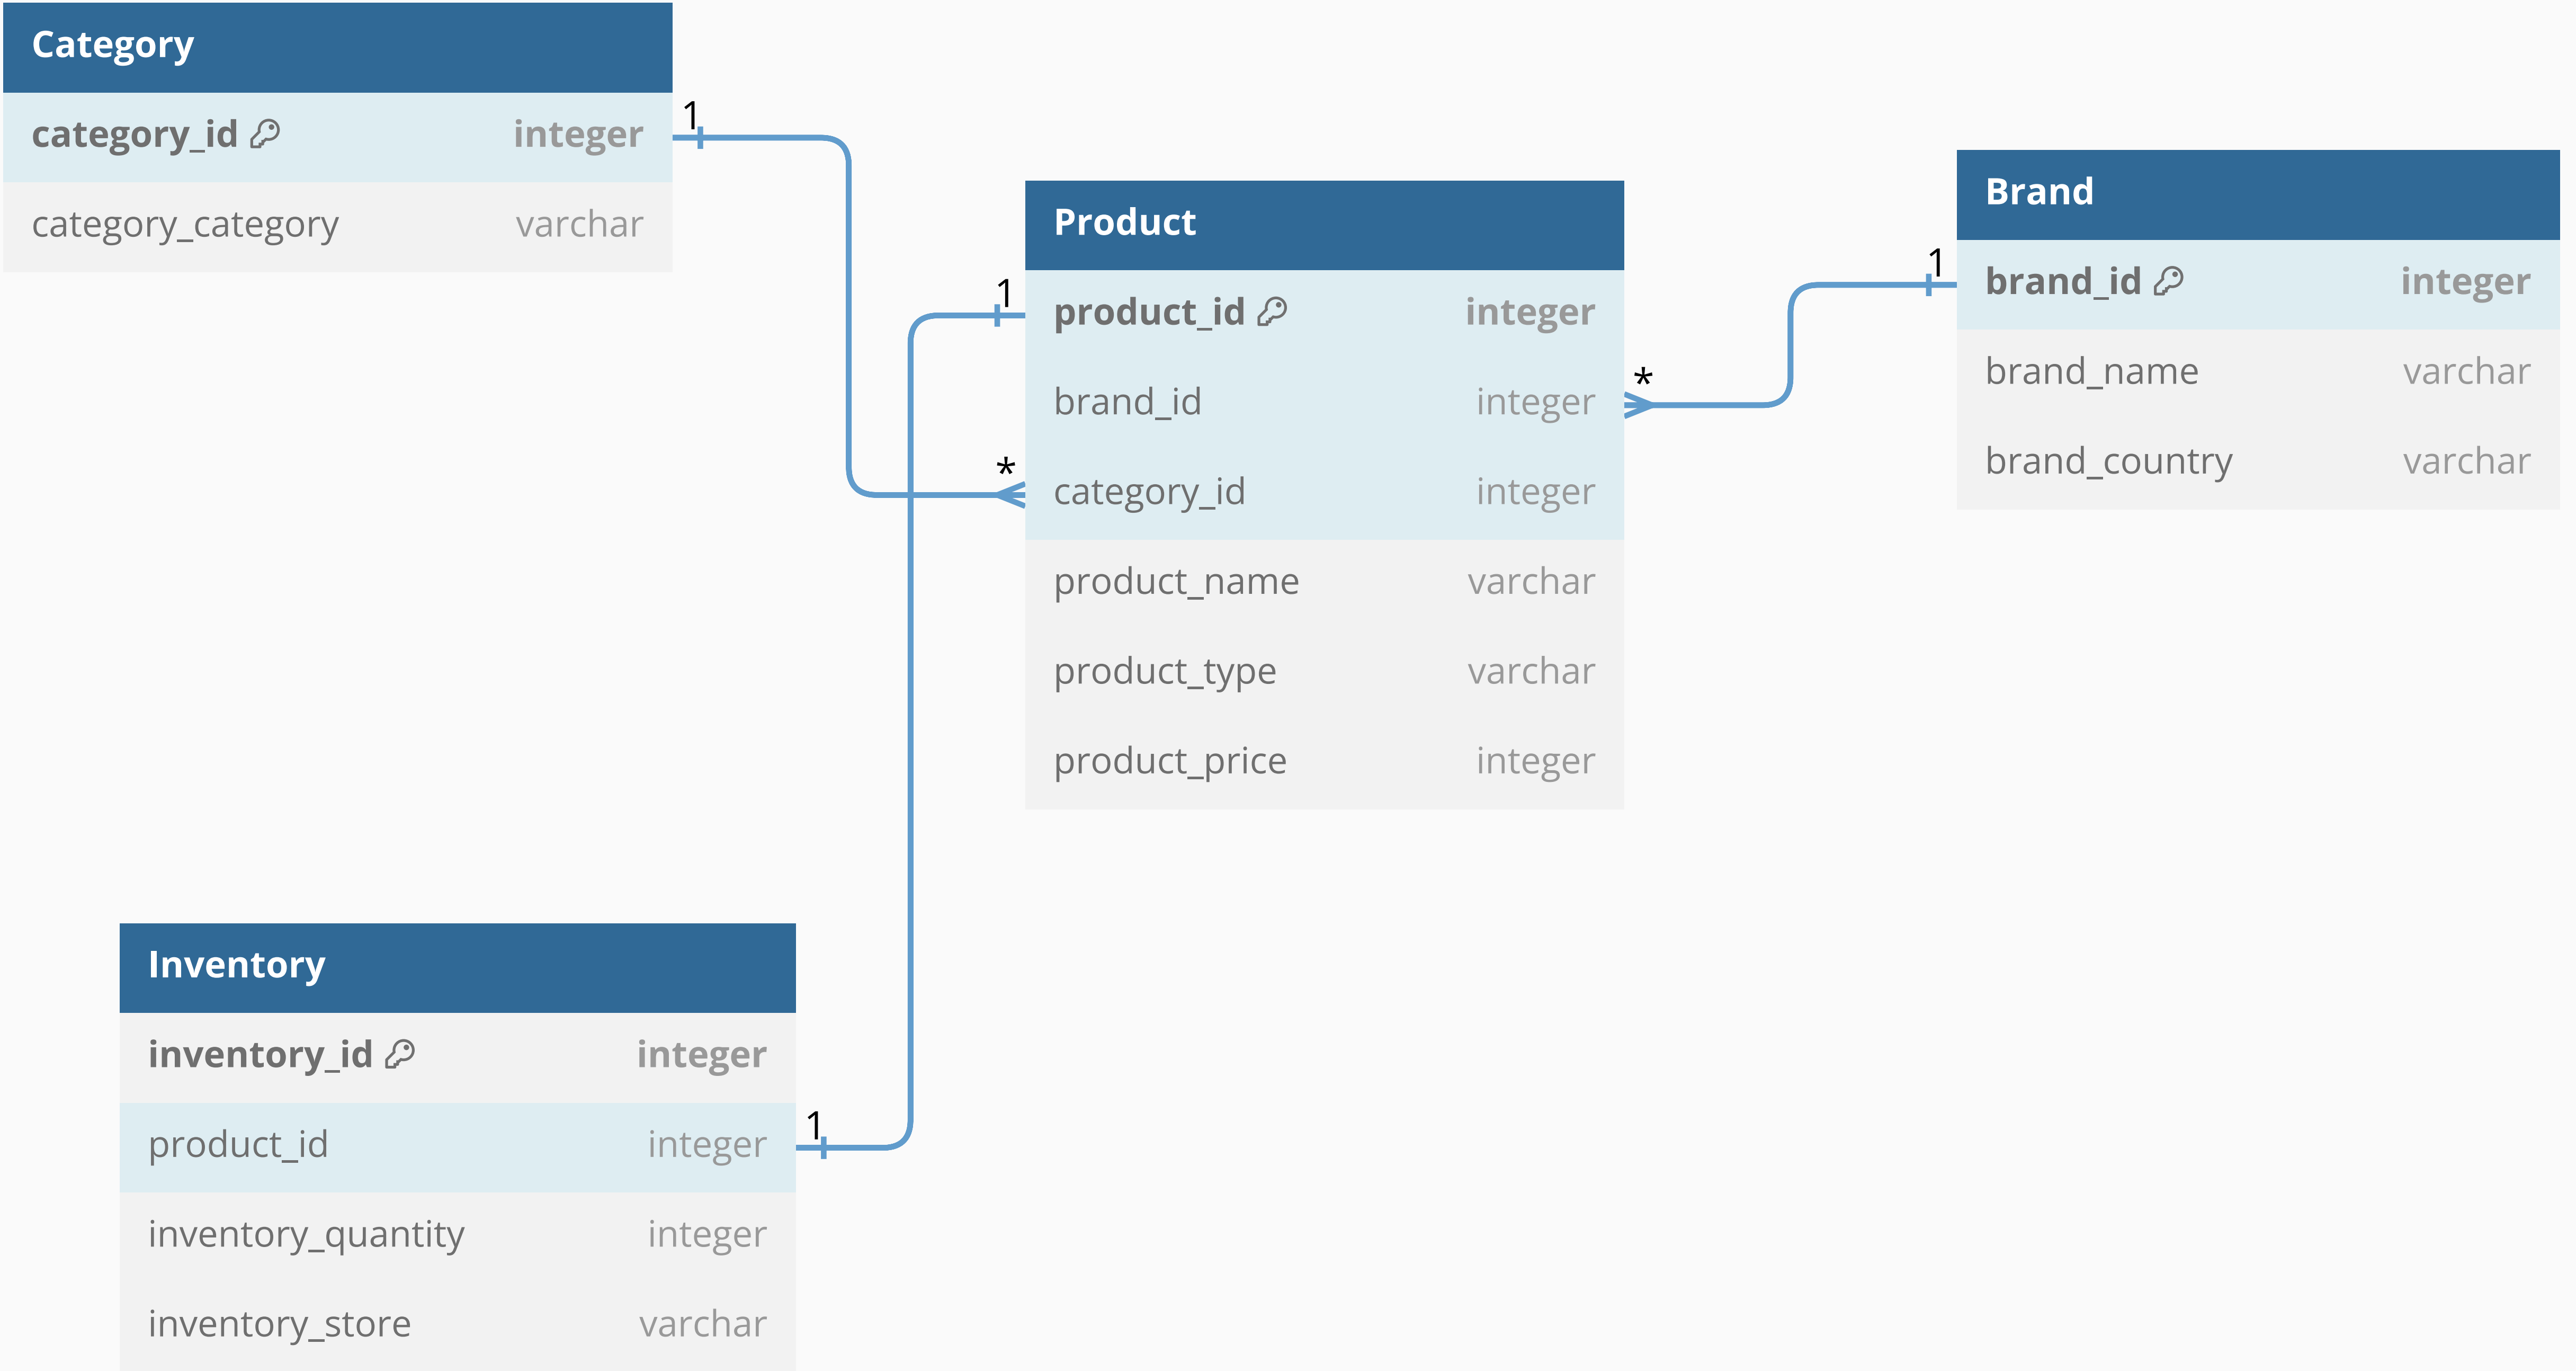 Category
category_id integer
category_category varchar
1
Product
1
product_id integer
brand_id integer
*
*
category_id integer
product_name varchar
product_type varchar
product_price integer
Brand
1
brand_id integer
brand_name varchar
brand_country varchar
Inventory
inventory_id integer
1
product_id integer
inventory_quantity integer
inventory_store varchar